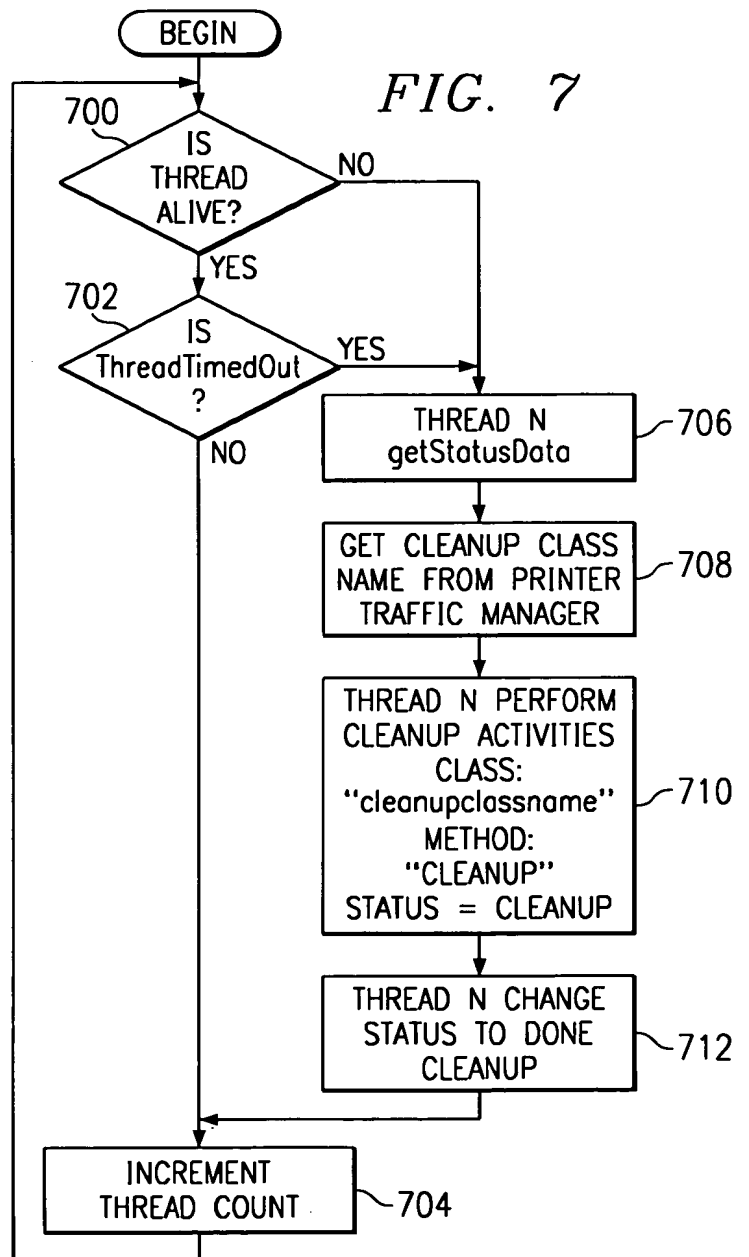 BEGIN
FIG. 7
700
IS
THREAD
ALIVE?
NO
YES
702
IS
ThreadTimedOut
?
YES
NO
THREAD N
getStatusData
706
GET CLEANUP CLASS
NAME FROM PRINTER
TRAFFIC MANAGER
708
THREAD N PERFORM
CLEANUP ACTIVITIES
CLASS:
“cleanupclassname”
METHOD:
“CLEANUP”
STATUS = CLEANUP
710
THREAD N CHANGE
STATUS TO DONE
CLEANUP
712
INCREMENT
THREAD COUNT
704